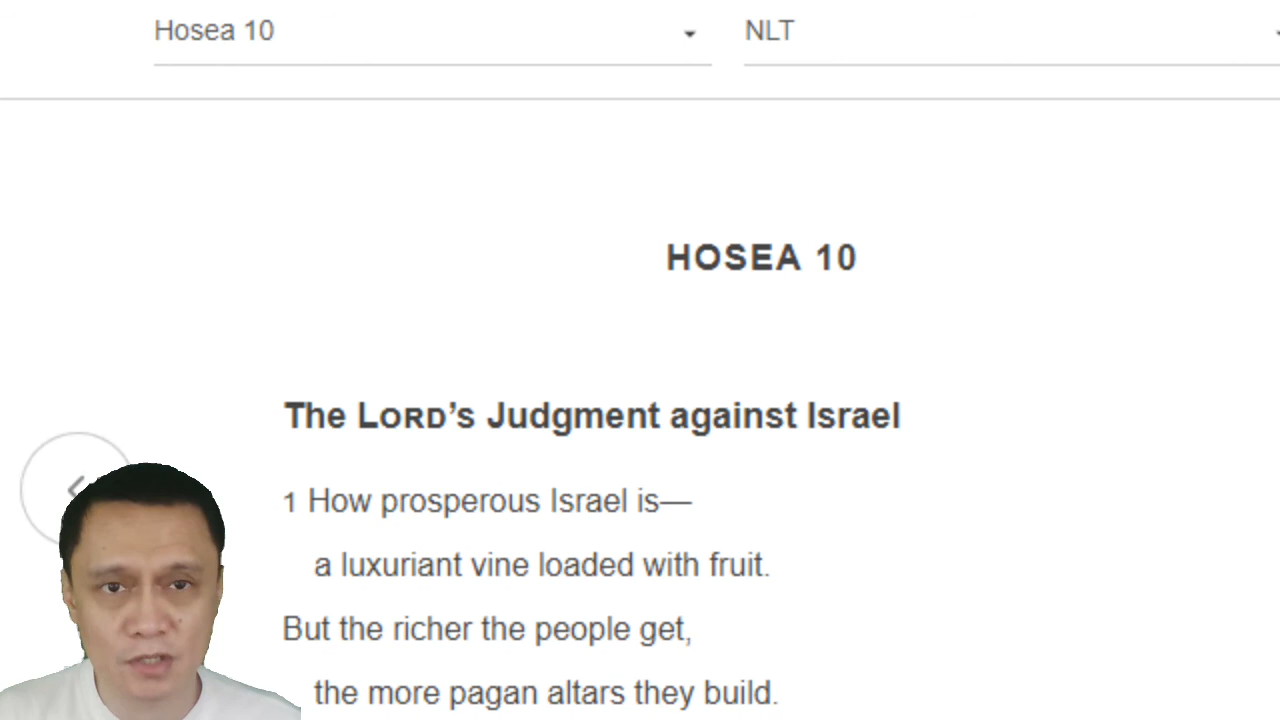 Hosea 10
NLT
HOSEA 10
The LORD’s Judgment against Israel
1 How prosperous Israel is—
a luxuriant vine loaded with fruit.
But the richer the people get,
the more pagan altars they build.